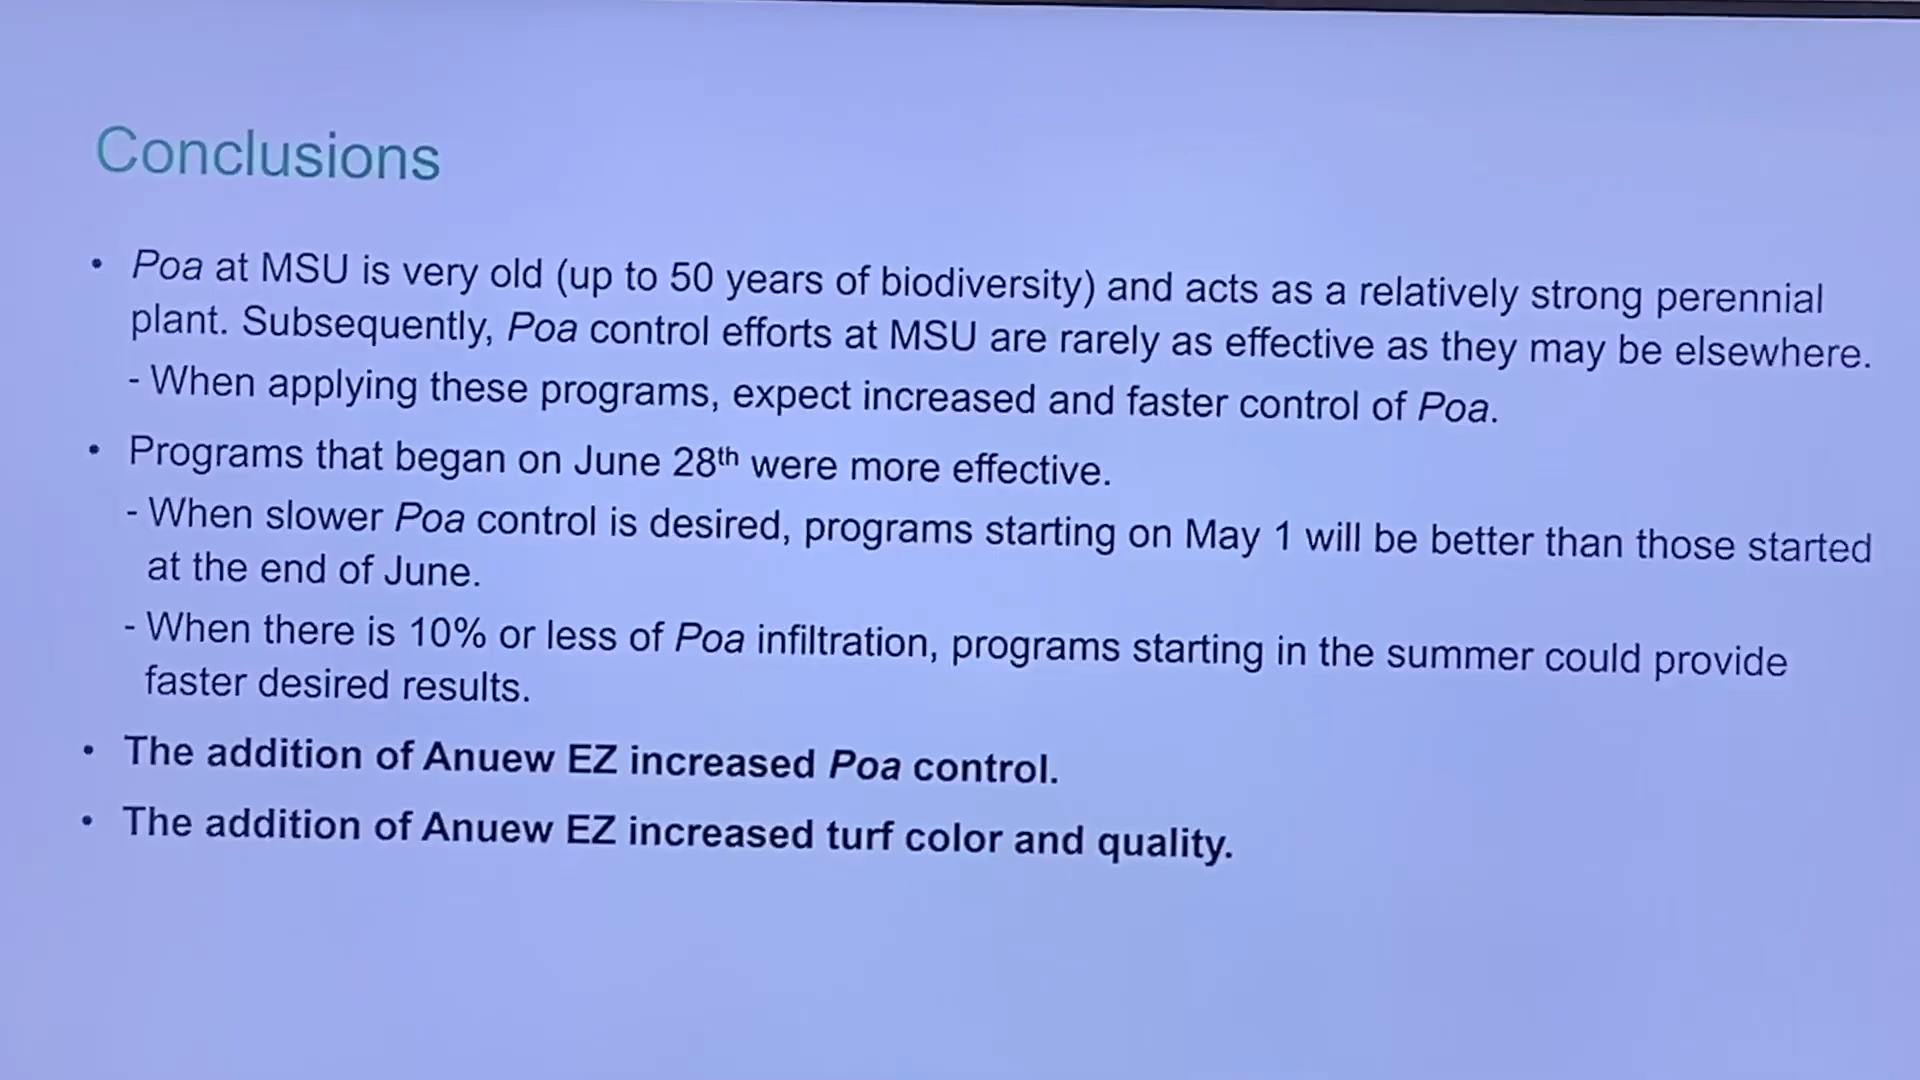 Conclusions
• Poa at MSU is very old (up to 50 years of biodiversity) and acts as a relatively strong perennial
plant. Subsequently, Poa control efforts at MSU are rarely as effective as they may be elsewhere.
- When applying these programs, expect increased and faster control of Poa.
• Programs that began on June 28th were more effective.
- When slower Poa control is desired, programs starting on May 1 will be better than those started
at the end of June.
- When there is 10% or less of Poa infiltration, programs starting in the summer could provide
faster desired results.
• The addition of Anuew EZ increased Poa control.
• The addition of Anuew EZ increased turf color and quality.